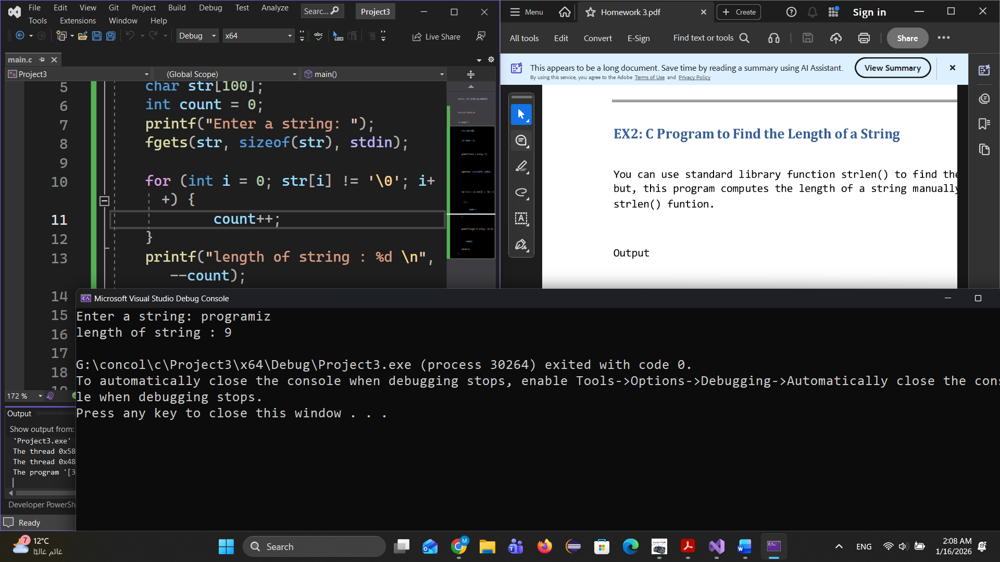 File Edit View Git Project Build Debug Test Analyze Searc... Project3
Tools Extensions Window Help
Debug x64 Live Share
main.c
Project3 (Global Scope) main()
5 char str[100];
6 int count = 0;
7 printf("Enter a string: ");
8 fgets(str, sizeof(str), stdin);
9
10 for (int i = 0; str[i] != '\0'; i+
+) {
11 count++;
12 }
13 printf("length of string : %d \n",
--count);
14
15
16
17
18
172 %
Output
Show output from:
'Project3.exe'
The thread 0x58
The thread 0x48
The program '[3
Developer PowerSh
Ready
Menu Homework 3.pdf Create Sign in
All tools Edit Convert E-Sign Find text or tools Share
This appears to be a long document. Save time by reading a summary using AI Assistant. View Summary
By using this service, you agree to the Adobe Terms of Use and Privacy Policy
EX2: C Program to Find the Length of a String
You can use standard library function strlen() to find the
but, this program computes the length of a string manually
strlen() funtion.
Output
Microsoft Visual Studio Debug Console
Enter a string: programiz
length of string : 9
G:\concol\c\Project3\x64\Debug\Project3.exe (process 30264) exited with code 0.
To automatically close the console when debugging stops, enable Tools->Options->Debugging->Automatically close the cons
le when debugging stops.
Press any key to close this window . . .
7 12°C
غائم غالبًا
Search
M
ENG
2:08 AM
1/16/2026